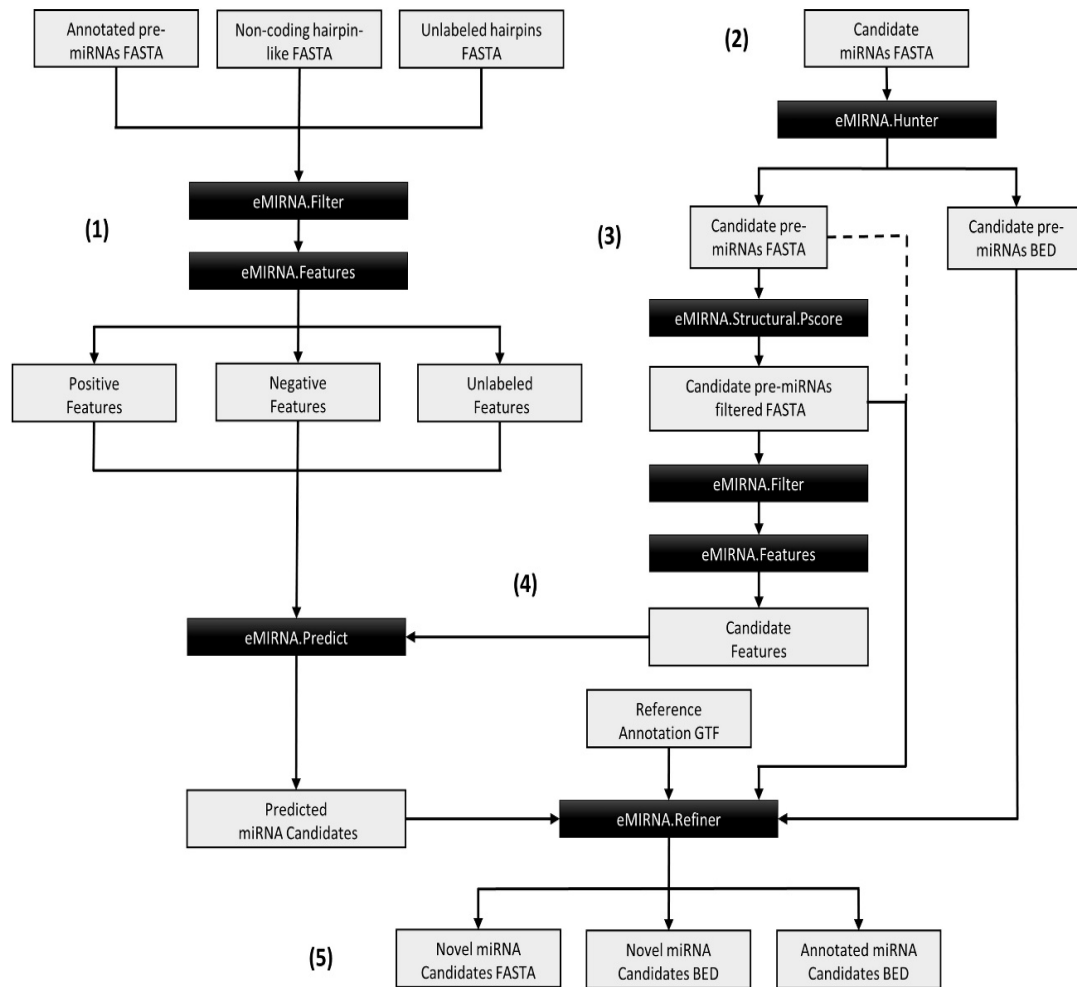 Annotated pre-
miRNAs FASTA
Non-coding hairpin-
like FASTA
Unlabeled hairpins
FASTA
(2)
Candidate
miRNAs FASTA
eMIRNA.Hunter
(1)
eMIRNA.Filter
eMIRNA.Features
(3)
Candidate pre-
miRNAs FASTA
Candidate pre-
miRNAs BED
eMIRNA.Structural.Pscore
Positive
Features
Negative
Features
Unlabeled
Features
Candidate pre-miRNAs
filtered FASTA
eMIRNA.Filter
eMIRNA.Features
(4)
eMIRNA.Predict
Candidate
Features
Reference
Annotation GTF
Predicted
miRNA Candidates
eMIRNA.Refiner
(5)
Novel miRNA
Candidates FASTA
Novel miRNA
Candidates BED
Annotated miRNA
Candidates BED